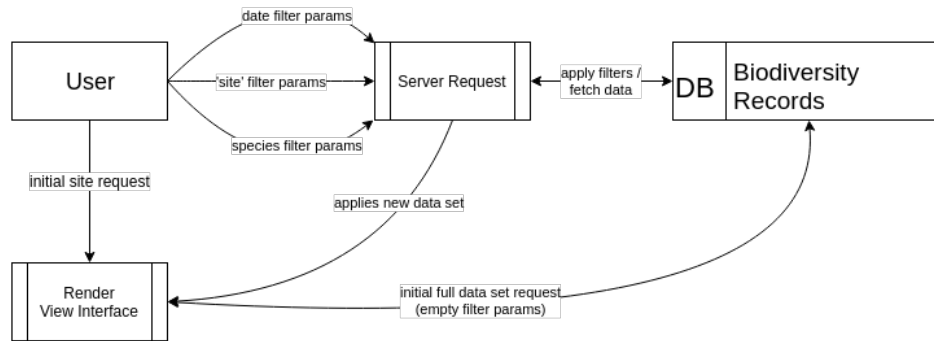 date filter params
User
'site' filter params
Server Request
apply filters /
fetch data
DB
Biodiversity
Records
species filter params
initial site request
applies new data set
Render
View Interface
initial full data set request
(empty filter params)